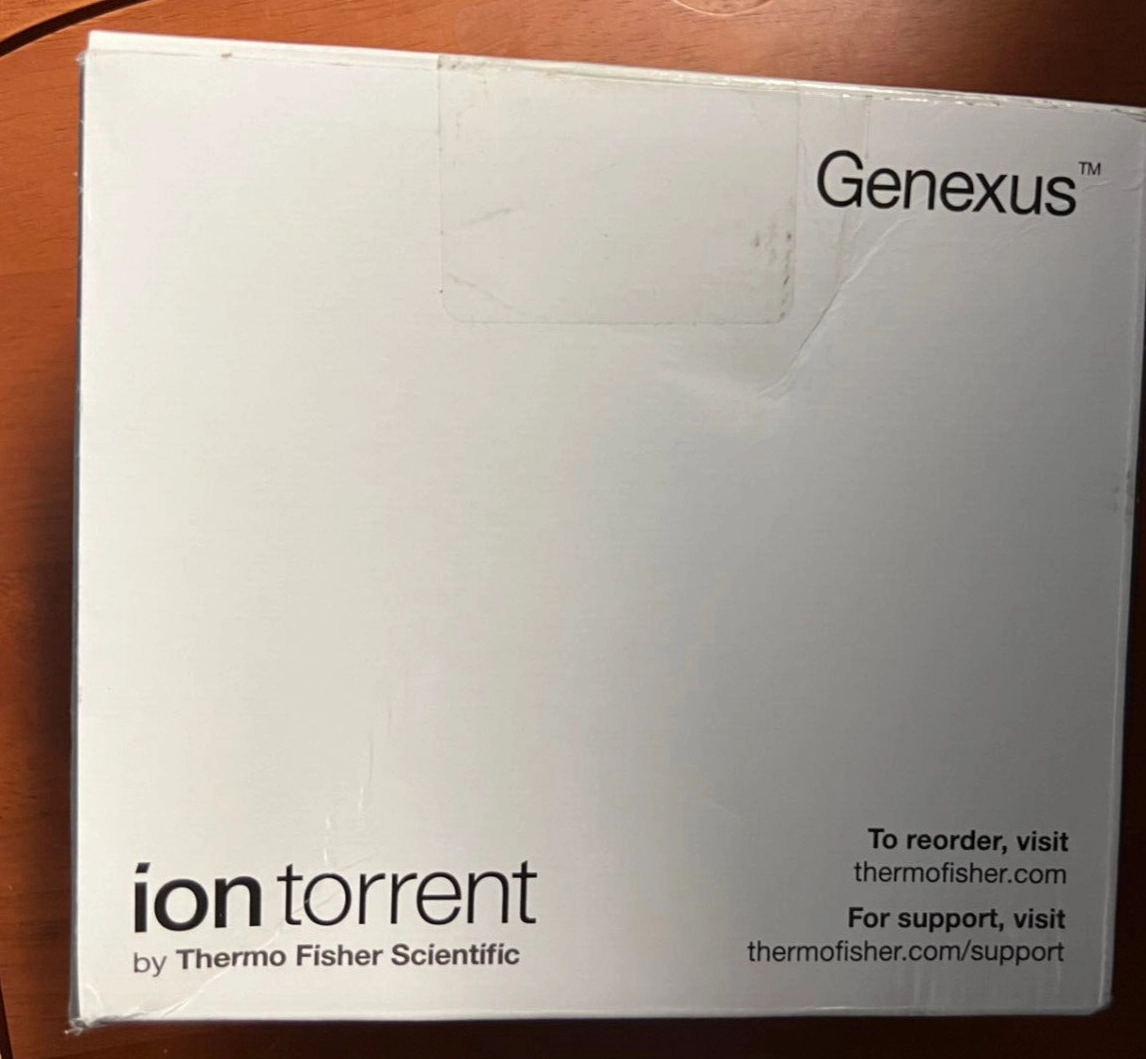 Genexus™
ion torrent
by Thermo Fisher Scientific
To reorder, visit
thermofisher.com
For support, visit
thermofisher.com/support